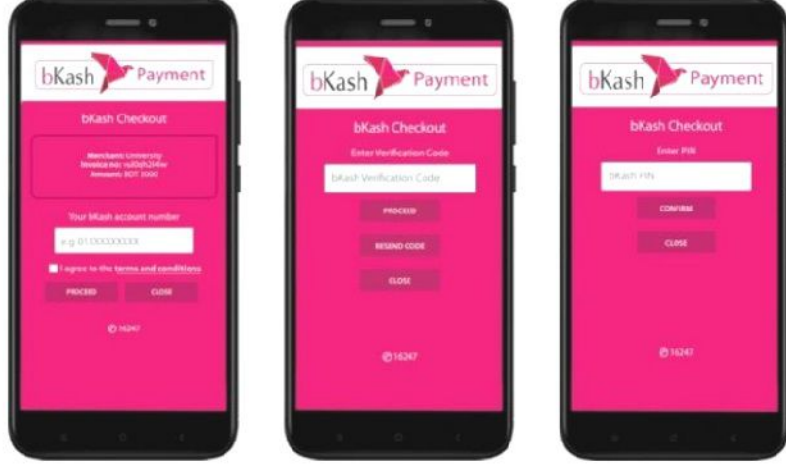 bKash Payment
bKash Checkout
Merchant: University
Invoice no:
Amount: BDT 3000
Your bKash account number
e.g 01XXXXXXXXX
I agree to the terms and conditions
PROCEED CLOSE
16247
bKash Payment
bKash Checkout
Enter Verification Code
bKash Verification Code
PROCEED
RESEND CODE
CLOSE
16247
bKash Payment
bKash Checkout
Enter PIN
bKash PIN
CONFIRM
CLOSE
16247